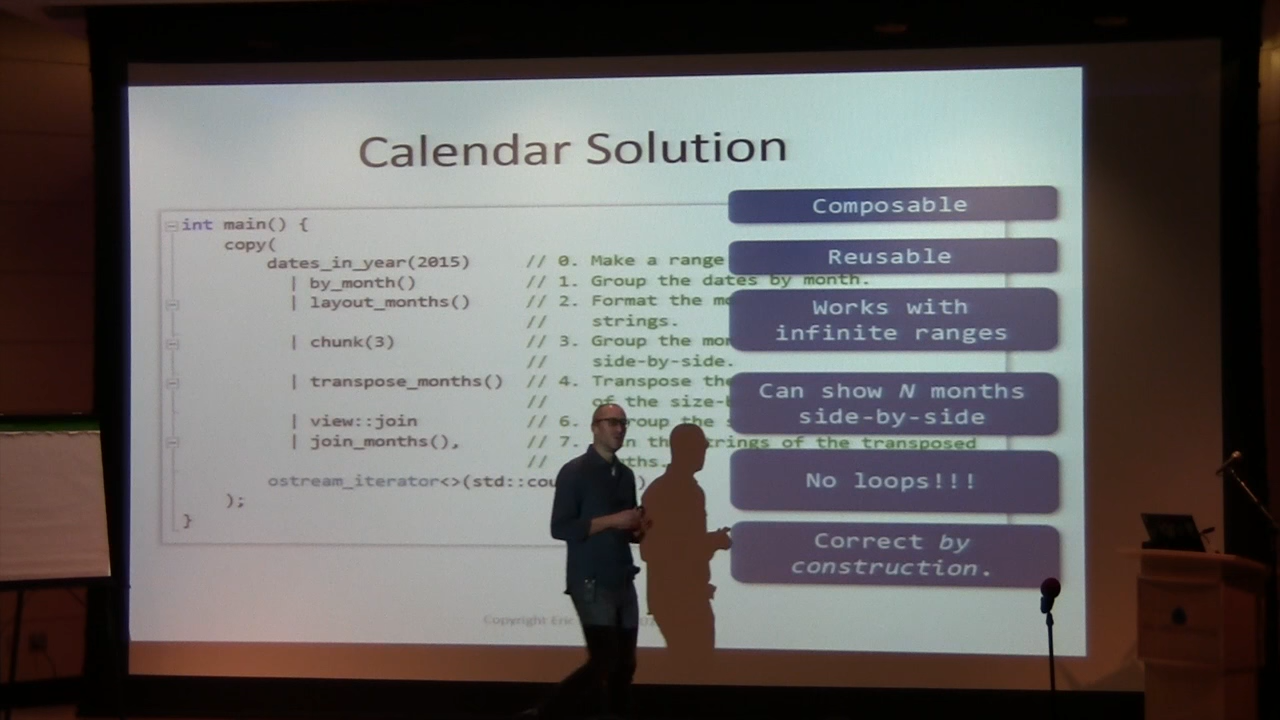 Calendar Solution
int main() {
copy(
dates_in_year(2015) // 0. Make a range
| by_month() // 1. Group the dates by month.
| layout_months() // 2. Format the
// strings.
| chunk(3) // 3. Group the
// side-by-side.
| transpose_months() // 4. Transpose the
// of the
| view::join // 6. the
| join_months(), // 7. the strings of the transposed
//
ostream_iterator<>(std::
);
}
Composable
Reusable
Works with
infinite ranges
Can show N months
side-by-side
No loops!!!
Correct by
construction.
Copyright Eric